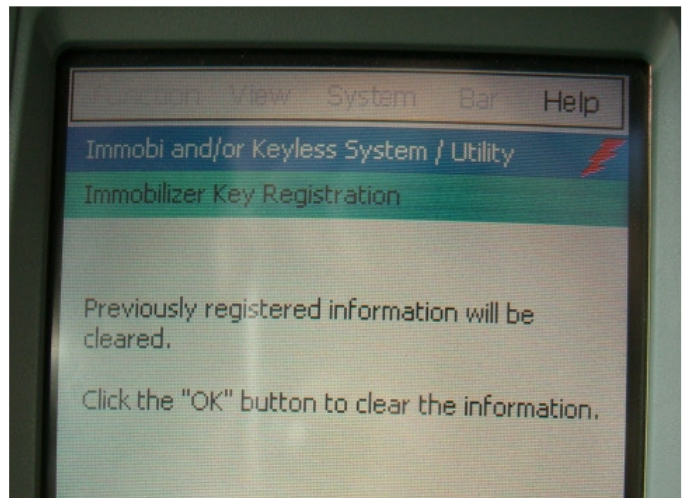 View System Bar Help
Immobi and/or Keyless System / Utility
Immobilizer Key Registration
Previously registered information will be
cleared.
Click the "OK" button to clear the information.